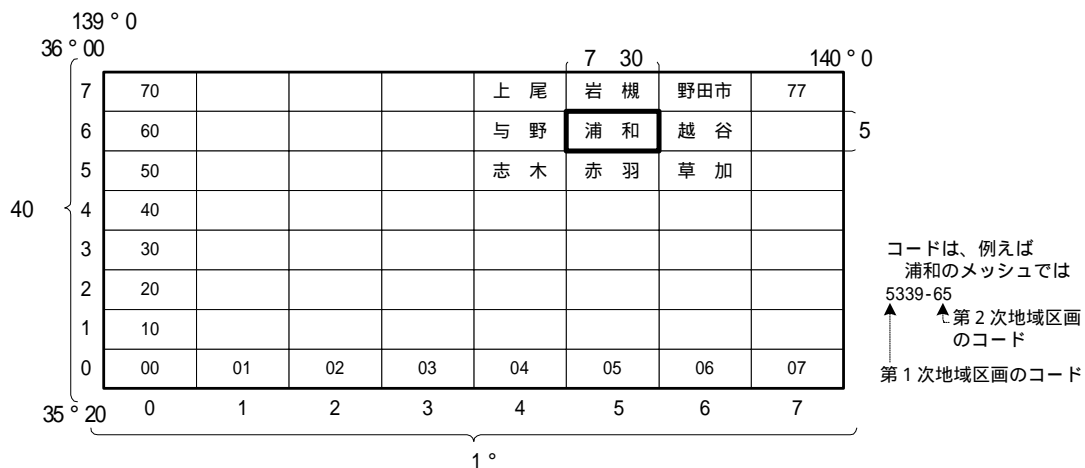 139 ° 0
36 ° 00
7 30
140 ° 0
7 70 上 尾 岩 槻 野田市 77
6 60 与 野 浦 和 越 谷 5
5 50 志 木 赤 羽 草 加
40 4 40
3 30
2 20
1 10
0 00 01 02 03 04 05 06 07
35 ° 20 0 1 2 3 4 5 6 7
1 °
コードは、例えば
浦和のメッシュでは
5339-65
第2次地域区画
のコード
第1次地域区画のコード